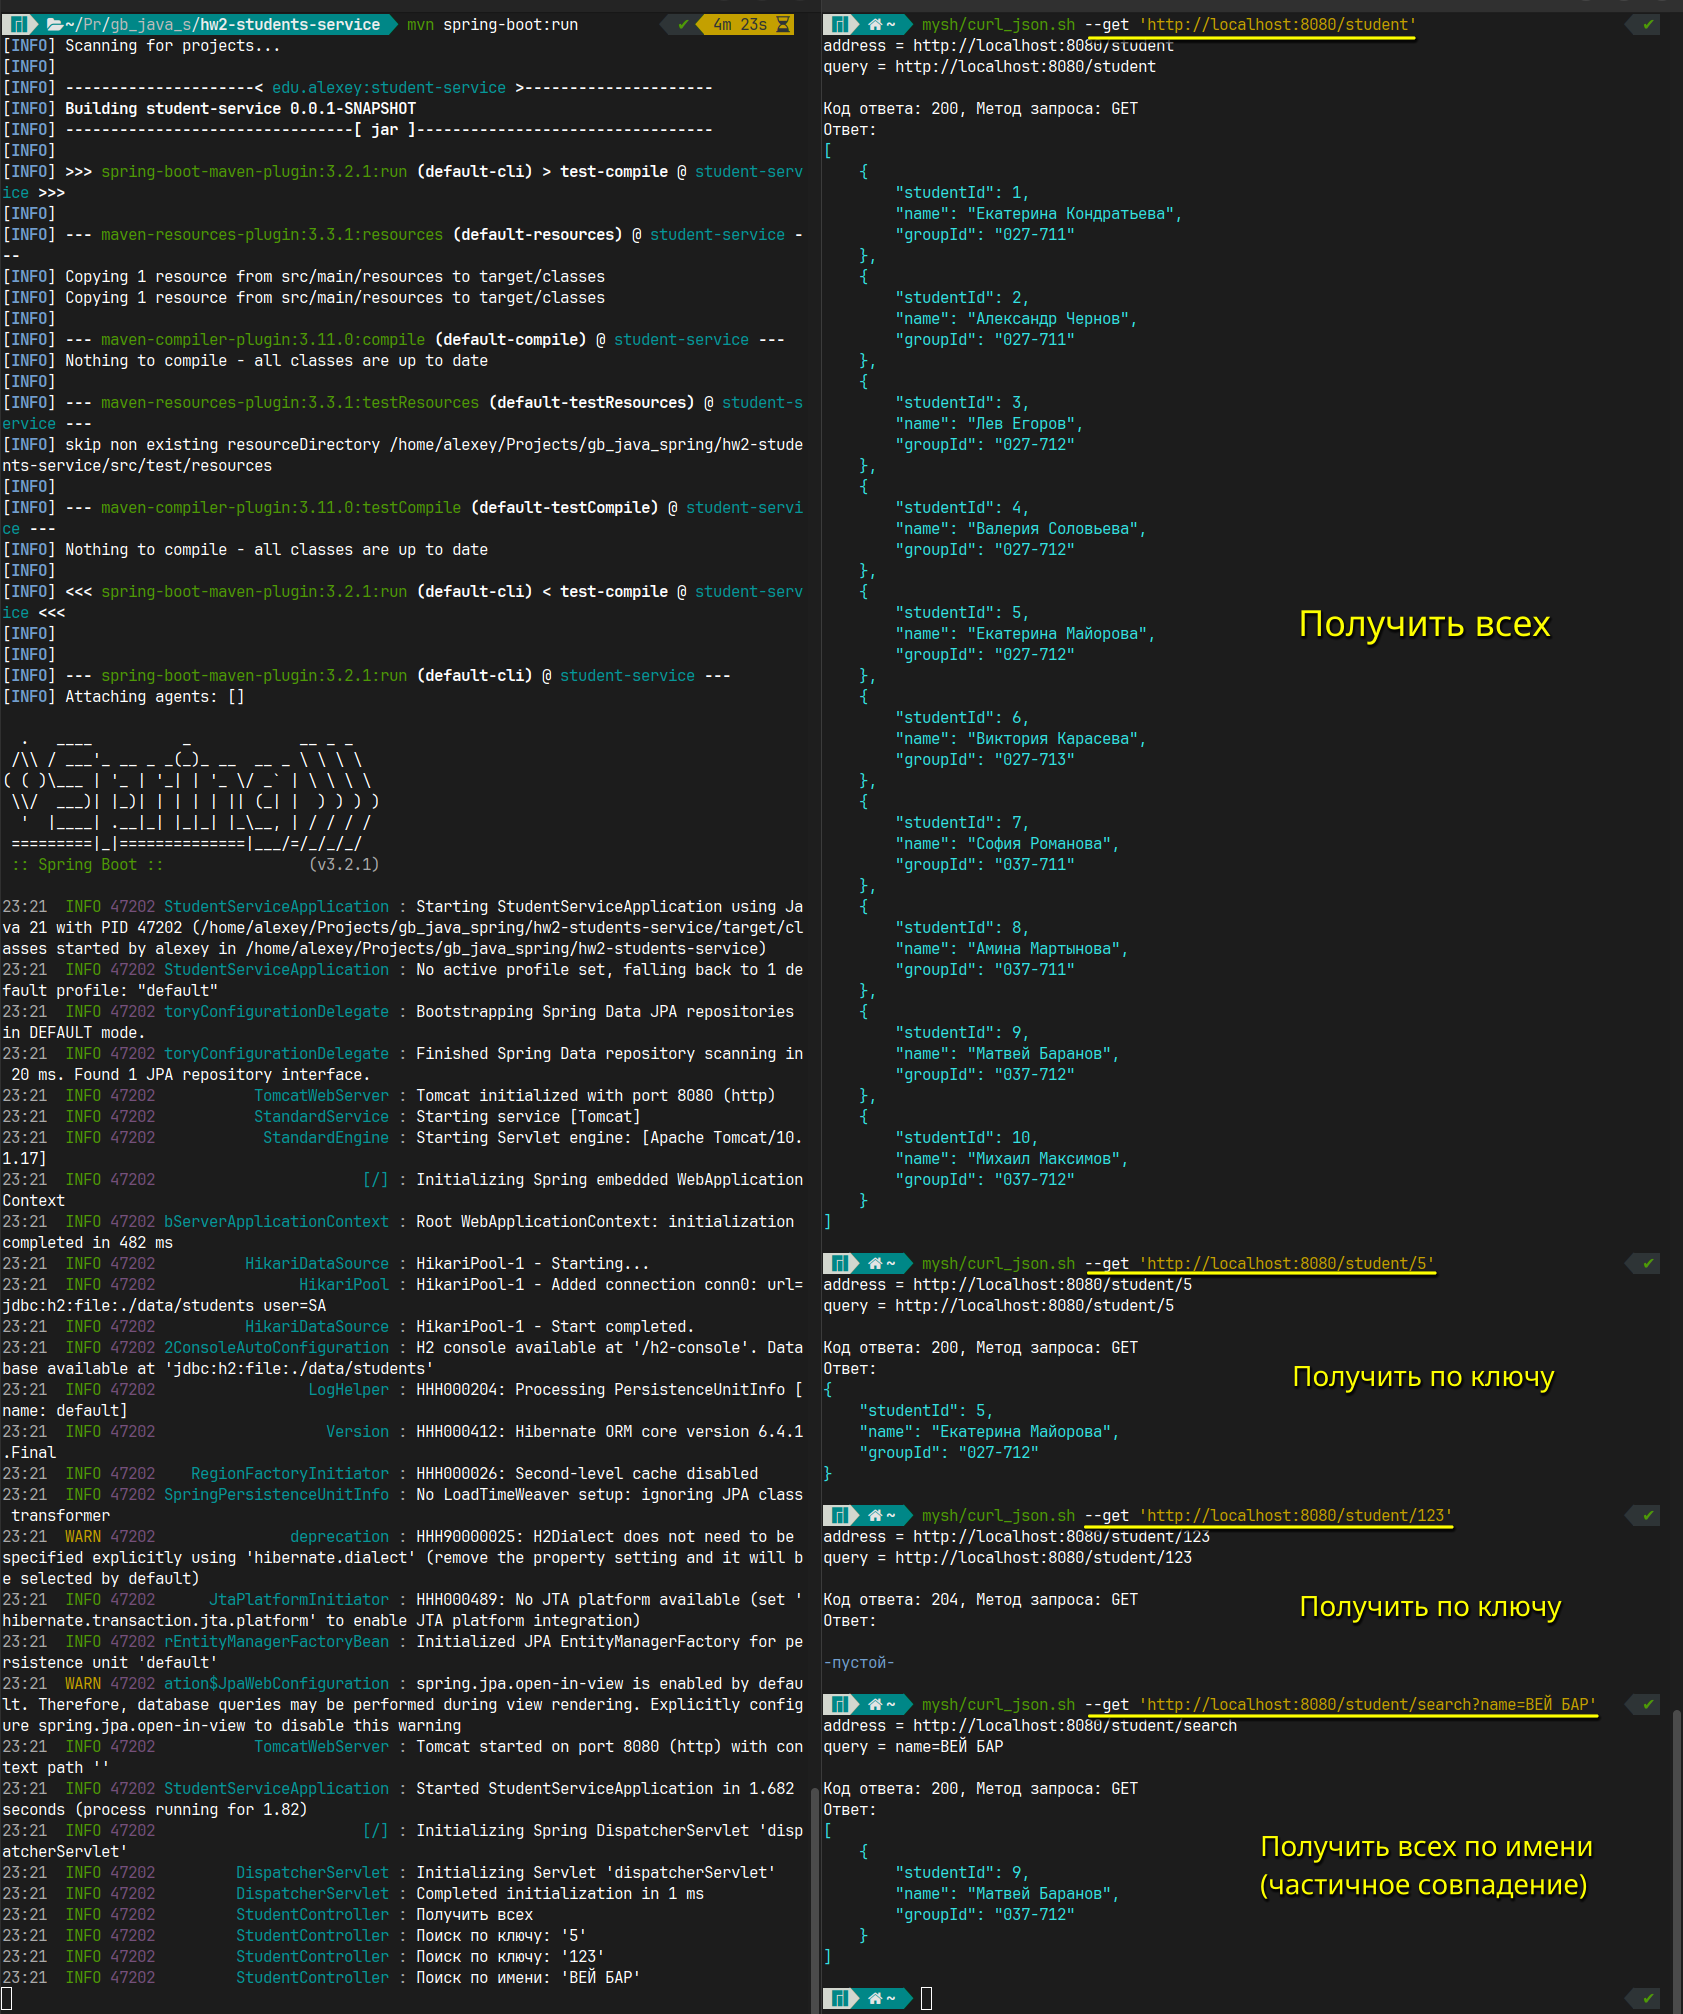 ~/Pr/gb_java_s/hw2-students-service mvn spring-boot:run ✔ 4m 23s
[INFO] Scanning for projects...
[INFO]
[INFO] ---------------------< edu.alexey:student-service >---------------------
[INFO] Building student-service 0.0.1-SNAPSHOT
[INFO] --------------------------------[ jar ]---------------------------------
[INFO]
[INFO] >>> spring-boot-maven-plugin:3.2.1:run (default-cli) > test-compile @ student-serv
ice >>>
[INFO]
[INFO] --- maven-resources-plugin:3.3.1:resources (default-resources) @ student-service -
--
[INFO] Copying 1 resource from src/main/resources to target/classes
[INFO] Copying 1 resource from src/main/resources to target/classes
[INFO]
[INFO] --- maven-compiler-plugin:3.11.0:compile (default-compile) @ student-service ---
[INFO] Nothing to compile - all classes are up to date
[INFO]
[INFO] --- maven-resources-plugin:3.3.1:testResources (default-testResources) @ student-s
ervice ---
[INFO] skip non existing resourceDirectory /home/alexey/Projects/gb_java_spring/hw2-stude
nts-service/src/test/resources
[INFO]
[INFO] --- maven-compiler-plugin:3.11.0:testCompile (default-testCompile) @ student-servi
ce ---
[INFO] Nothing to compile - all classes are up to date
[INFO]
[INFO] <<< spring-boot-maven-plugin:3.2.1:run (default-cli) < test-compile @ student-serv
ice <<<
[INFO]
[INFO]
[INFO] --- spring-boot-maven-plugin:3.2.1:run (default-cli) @ student-service ---
[INFO] Attaching agents: []
  .   ____          _            __ _ _
 /\\ / ___'_ __ _ _(_)_ __  __ _ \ \ \ \
( ( )\___ | '_ | '_| | '_ \/ _` | \ \ \ \
 \\/  ___)| |_)| | | | | || (_| |  ) ) ) )
  '  |____| .__|_| |_|_| |_\__, | / / / /
 =========|_|==============|___/=/_/_/_/
 :: Spring Boot ::                (v3.2.1)
23:21 INFO 47202 StudentServiceApplication : Starting StudentServiceApplication using Ja
va 21 with PID 47202 (/home/alexey/Projects/gb_java_spring/hw2-students-service/target/cl
asses started by alexey in /home/alexey/Projects/gb_java_spring/hw2-students-service)
23:21 INFO 47202 StudentServiceApplication : No active profile set, falling back to 1 de
fault profile: "default"
23:21 INFO 47202 toryConfigurationDelegate : Bootstrapping Spring Data JPA repositories
in DEFAULT mode.
23:21 INFO 47202 toryConfigurationDelegate : Finished Spring Data repository scanning in
 20 ms. Found 1 JPA repository interface.
23:21 INFO 47202 TomcatWebServer : Tomcat initialized with port 8080 (http)
23:21 INFO 47202 StandardService : Starting service [Tomcat]
23:21 INFO 47202 StandardEngine : Starting Servlet engine: [Apache Tomcat/10.
1.17]
23:21 INFO 47202 [/] : Initializing Spring embedded WebApplication
Context
23:21 INFO 47202 bServerApplicationContext : Root WebApplicationContext: initialization
completed in 482 ms
23:21 INFO 47202 HikariDataSource : HikariPool-1 - Starting...
23:21 INFO 47202 HikariPool : HikariPool-1 - Added connection conn0: url=
jdbc:h2:file:./data/students user=SA
23:21 INFO 47202 HikariDataSource : HikariPool-1 - Start completed.
23:21 INFO 47202 2ConsoleAutoConfiguration : H2 console available at '/h2-console'. Data
base available at 'jdbc:h2:file:./data/students'
23:21 INFO 47202 LogHelper : HHH000204: Processing PersistenceUnitInfo [
name: default]
23:21 INFO 47202 Version : HHH000412: Hibernate ORM core version 6.4.1
.Final
23:21 INFO 47202 RegionFactoryInitiator : HHH000026: Second-level cache disabled
23:21 INFO 47202 SpringPersistenceUnitInfo : No LoadTimeWeaver setup: ignoring JPA class
 transformer
23:21 WARN 47202 deprecation : HHH90000025: H2Dialect does not need to be
specified explicitly using 'hibernate.dialect' (remove the property setting and it will b
e selected by default)
23:21 INFO 47202 JtaPlatformInitiator : HHH000489: No JTA platform available (set '
hibernate.transaction.jta.platform' to enable JTA platform integration)
23:21 INFO 47202 rEntityManagerFactoryBean : Initialized JPA EntityManagerFactory for pe
rsistence unit 'default'
23:21 WARN 47202 ation$JpaWebConfiguration : spring.jpa.open-in-view is enabled by defau
lt. Therefore, database queries may be performed during view rendering. Explicitly config
ure spring.jpa.open-in-view to disable this warning
23:21 INFO 47202 TomcatWebServer : Tomcat started on port 8080 (http) with con
text path ''
23:21 INFO 47202 StudentServiceApplication : Started StudentServiceApplication in 1.682
seconds (process running for 1.82)
23:21 INFO 47202 [/] : Initializing Spring DispatcherServlet 'disp
atcherServlet'
23:21 INFO 47202 DispatcherServlet : Initializing Servlet 'dispatcherServlet'
23:21 INFO 47202 DispatcherServlet : Completed initialization in 1 ms
23:21 INFO 47202 StudentController : Получить всех
23:21 INFO 47202 StudentController : Поиск по ключу: '5'
23:21 INFO 47202 StudentController : Поиск по ключу: '123'
23:21 INFO 47202 StudentController : Поиск по имени: 'ВЕЙ БАР'
~ mysh/curl_json.sh --get 'http://localhost:8080/student' ✔
address = http://localhost:8080/student
query = http://localhost:8080/student
Код ответа: 200, Метод запроса: GET
Ответ:
[
{
"studentId": 1,
"name": "Екатерина Кондратьева",
"groupId": "027-711"
},
{
"studentId": 2,
"name": "Александр Чернов",
"groupId": "027-711"
},
{
"studentId": 3,
"name": "Лев Егоров",
"groupId": "027-712"
},
{
"studentId": 4,
"name": "Валерия Соловьева",
"groupId": "027-712"
},
{
"studentId": 5,
"name": "Екатерина Майорова",
"groupId": "027-712"
},
{
"studentId": 6,
"name": "Виктория Карасева",
"groupId": "027-713"
},
{
"studentId": 7,
"name": "София Романова",
"groupId": "037-711"
},
{
"studentId": 8,
"name": "Амина Мартынова",
"groupId": "037-711"
},
{
"studentId": 9,
"name": "Матвей Баранов",
"groupId": "037-712"
},
{
"studentId": 10,
"name": "Михаил Максимов",
"groupId": "037-712"
}
]
Получить всех
~ mysh/curl_json.sh --get 'http://localhost:8080/student/5' ✔
address = http://localhost:8080/student/5
query = http://localhost:8080/student/5
Код ответа: 200, Метод запроса: GET
Ответ:
{
"studentId": 5,
"name": "Екатерина Майорова",
"groupId": "027-712"
}
Получить по ключу
~ mysh/curl_json.sh --get 'http://localhost:8080/student/123' ✔
address = http://localhost:8080/student/123
query = http://localhost:8080/student/123
Код ответа: 204, Метод запроса: GET
Ответ:
-пустой-
Получить по ключу
~ mysh/curl_json.sh --get 'http://localhost:8080/student/search?name=ВЕЙ БАР' ✔
address = http://localhost:8080/student/search
query = name=ВЕЙ БАР
Код ответа: 200, Метод запроса: GET
Ответ:
[
{
"studentId": 9,
"name": "Матвей Баранов",
"groupId": "037-712"
}
]
Получить всех по имени
(частичное совпадение)
~ ✔